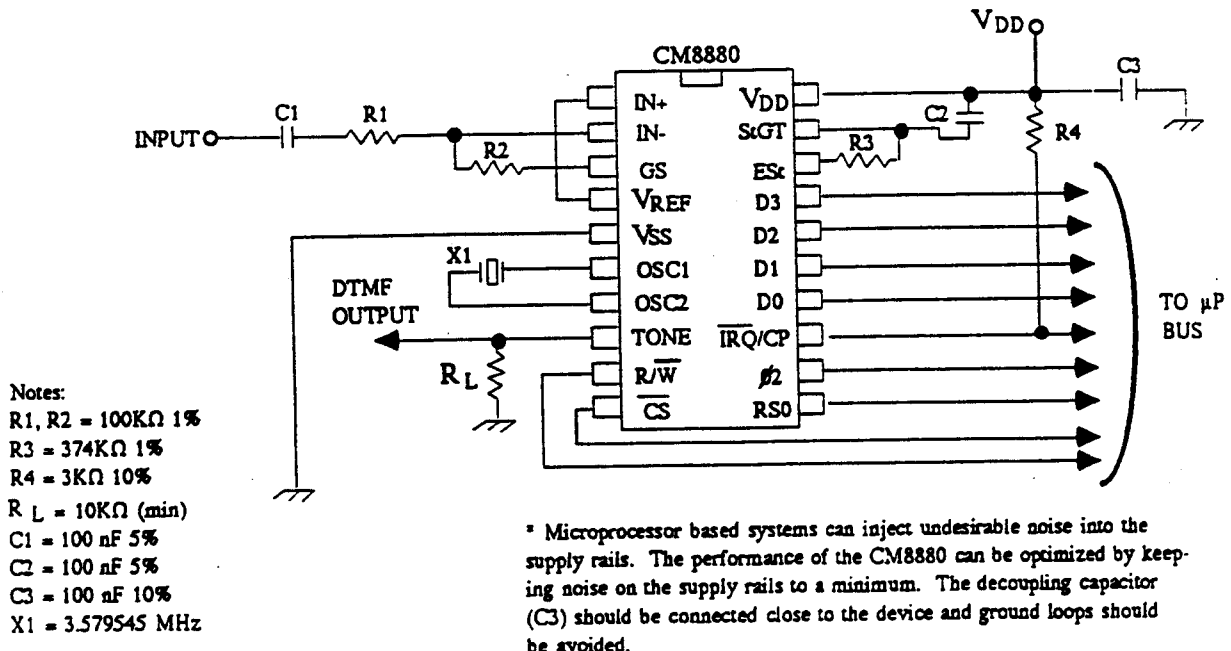 VDD
CM8880
C3
IN+
VDD
C1
R1
C2
INPUT
IN-
StGT
R4
R2
R3
GS
ESt
VREF
D3
VSS
D2
X1
OSC1
D1
DTMF
OUTPUT
OSC2
D0
TO µP
BUS
TONE
IRQ/CP
RL
R/W
ø2
CS
RS0
Notes:
R1, R2 = 100KΩ 1%
R3 = 374KΩ 1%
R4 = 3KΩ 10%
R L = 10KΩ (min)
C1 = 100 nF 5%
C2 = 100 nF 5%
C3 = 100 nF 10%
X1 = 3.579545 MHz
* Microprocessor based systems can inject undesirable noise into the
supply rails. The performance of the CM8880 can be optimized by keep-
ing noise on the supply rails to a minimum. The decoupling capacitor
(C3) should be connected close to the device and ground loops should
be avoided.